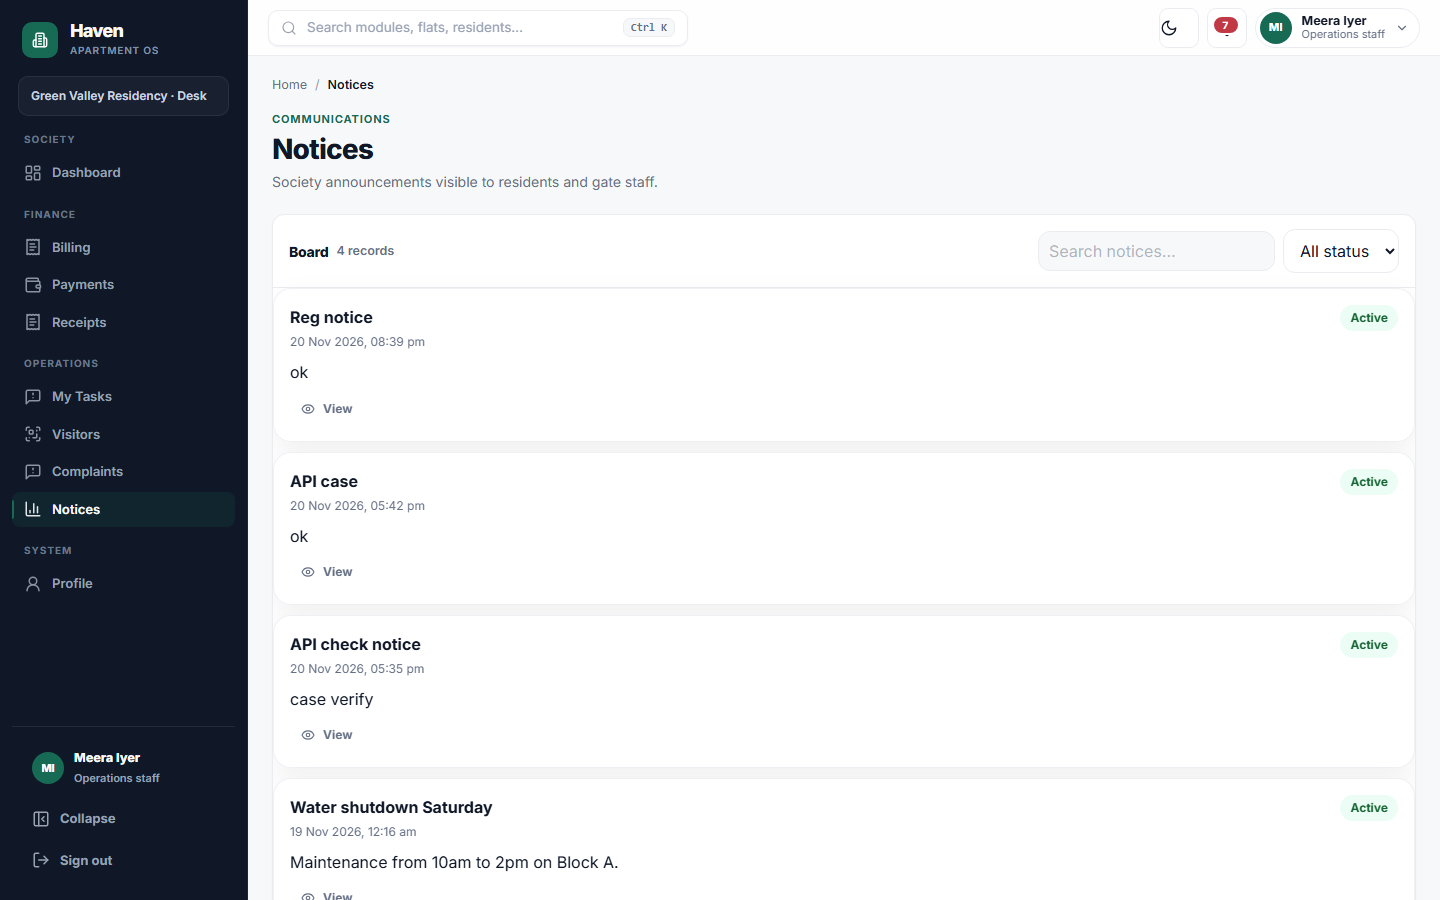 Haven
APARTMENT OS
Green Valley Residency · Desk
SOCIETY
Dashboard
FINANCE
Billing
Payments
Receipts
OPERATIONS
My Tasks
Visitors
Complaints
Notices
SYSTEM
Profile
MI
Meera Iyer
Operations staff
Collapse
Sign out
Search modules, flats, residents...
Ctrl K
7
MI
Meera Iyer
Operations staff
Home / Notices
COMMUNICATIONS
Notices
Society announcements visible to residents and gate staff.
Board 4 records
Search notices...
All status
Reg notice
Active
20 Nov 2026, 08:39 pm
ok
View
API case
Active
20 Nov 2026, 05:42 pm
ok
View
API check notice
Active
20 Nov 2026, 05:35 pm
case verify
View
Water shutdown Saturday
Active
19 Nov 2026, 12:16 am
Maintenance from 10am to 2pm on Block A.
View